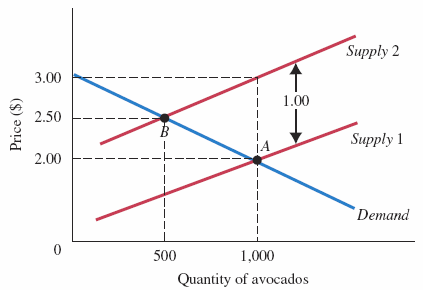 Price ($)
3.00
2.50
2.00
0
500
1,000
Quantity of avocados
Supply 2
1.00
Supply 1
Demand
B
A